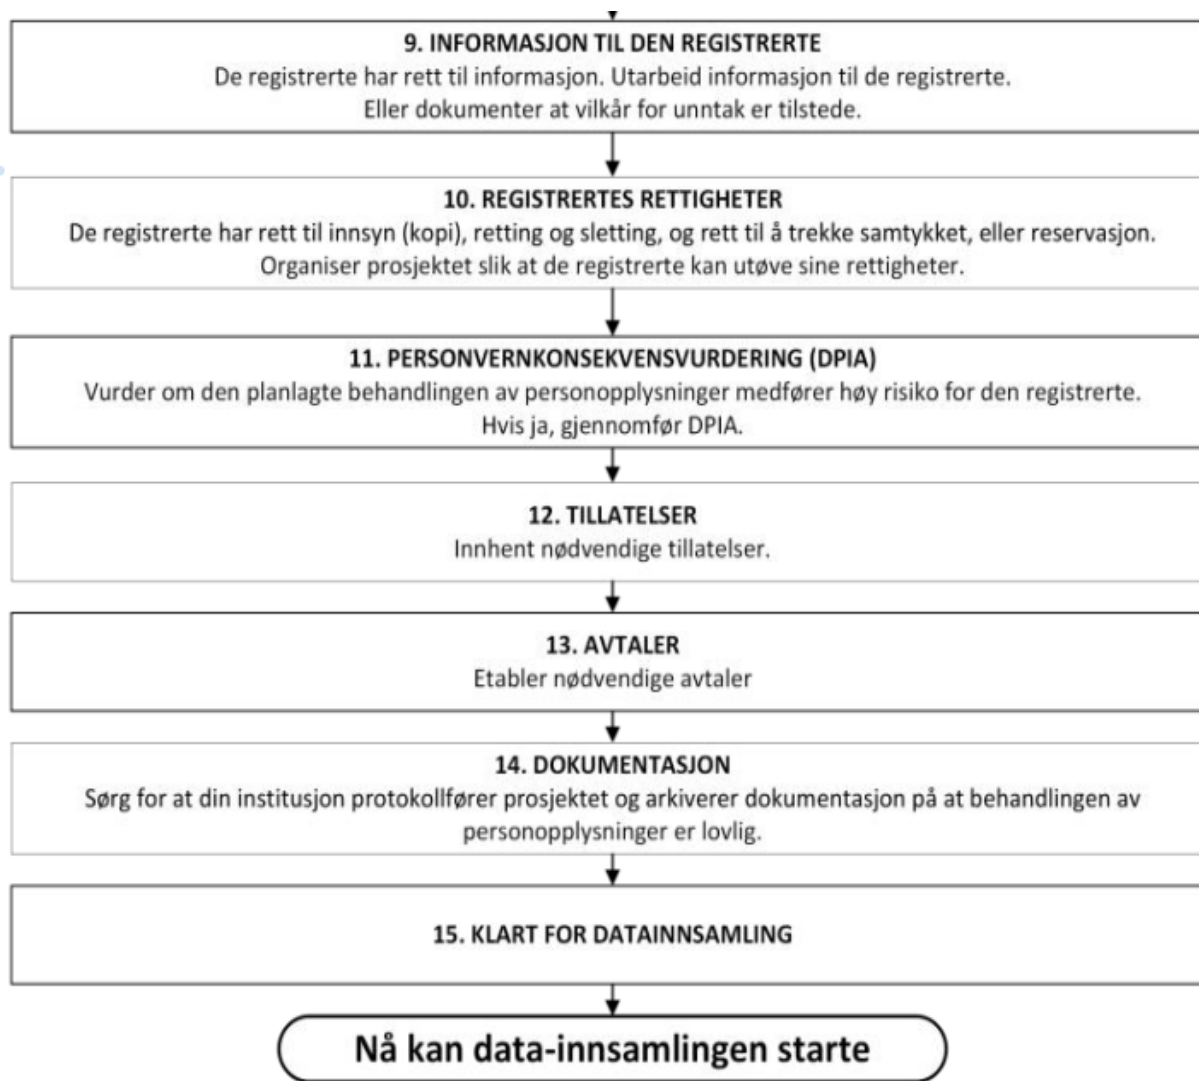 9. INFORMASJON TIL DEN REGISTRERTE
De registrerte har rett til informasjon. Utarbeid informasjon til de registrerte.
Eller dokumenter at vilkår for unntak er tilstede.
10. REGISTRERTES RETTIGHETER
De registrerte har rett til innsyn (kopi), retting og sletting, og rett til å trekke samtykket, eller reservasjon.
Organiser prosjektet slik at de registrerte kan utøve sine rettigheter.
11. PERSONVERNKONSEKVENSVURDERING (DPIA)
Vurder om den planlagte behandlingen av personopplysninger medfører høy risiko for den registrerte.
Hvis ja, gjennomfør DPIA.
12. TILLATELSER
Innhent nødvendige tillatelser.
13. AVTALER
Etabler nødvendige avtaler
14. DOKUMENTASJON
Sørg for at din institusjon protokollfører prosjektet og arkiverer dokumentasjon på at behandlingen av
personopplysninger er lovlig.
15. KLART FOR DATAINNSAMLING
Nå kan data-innsamlingen starte